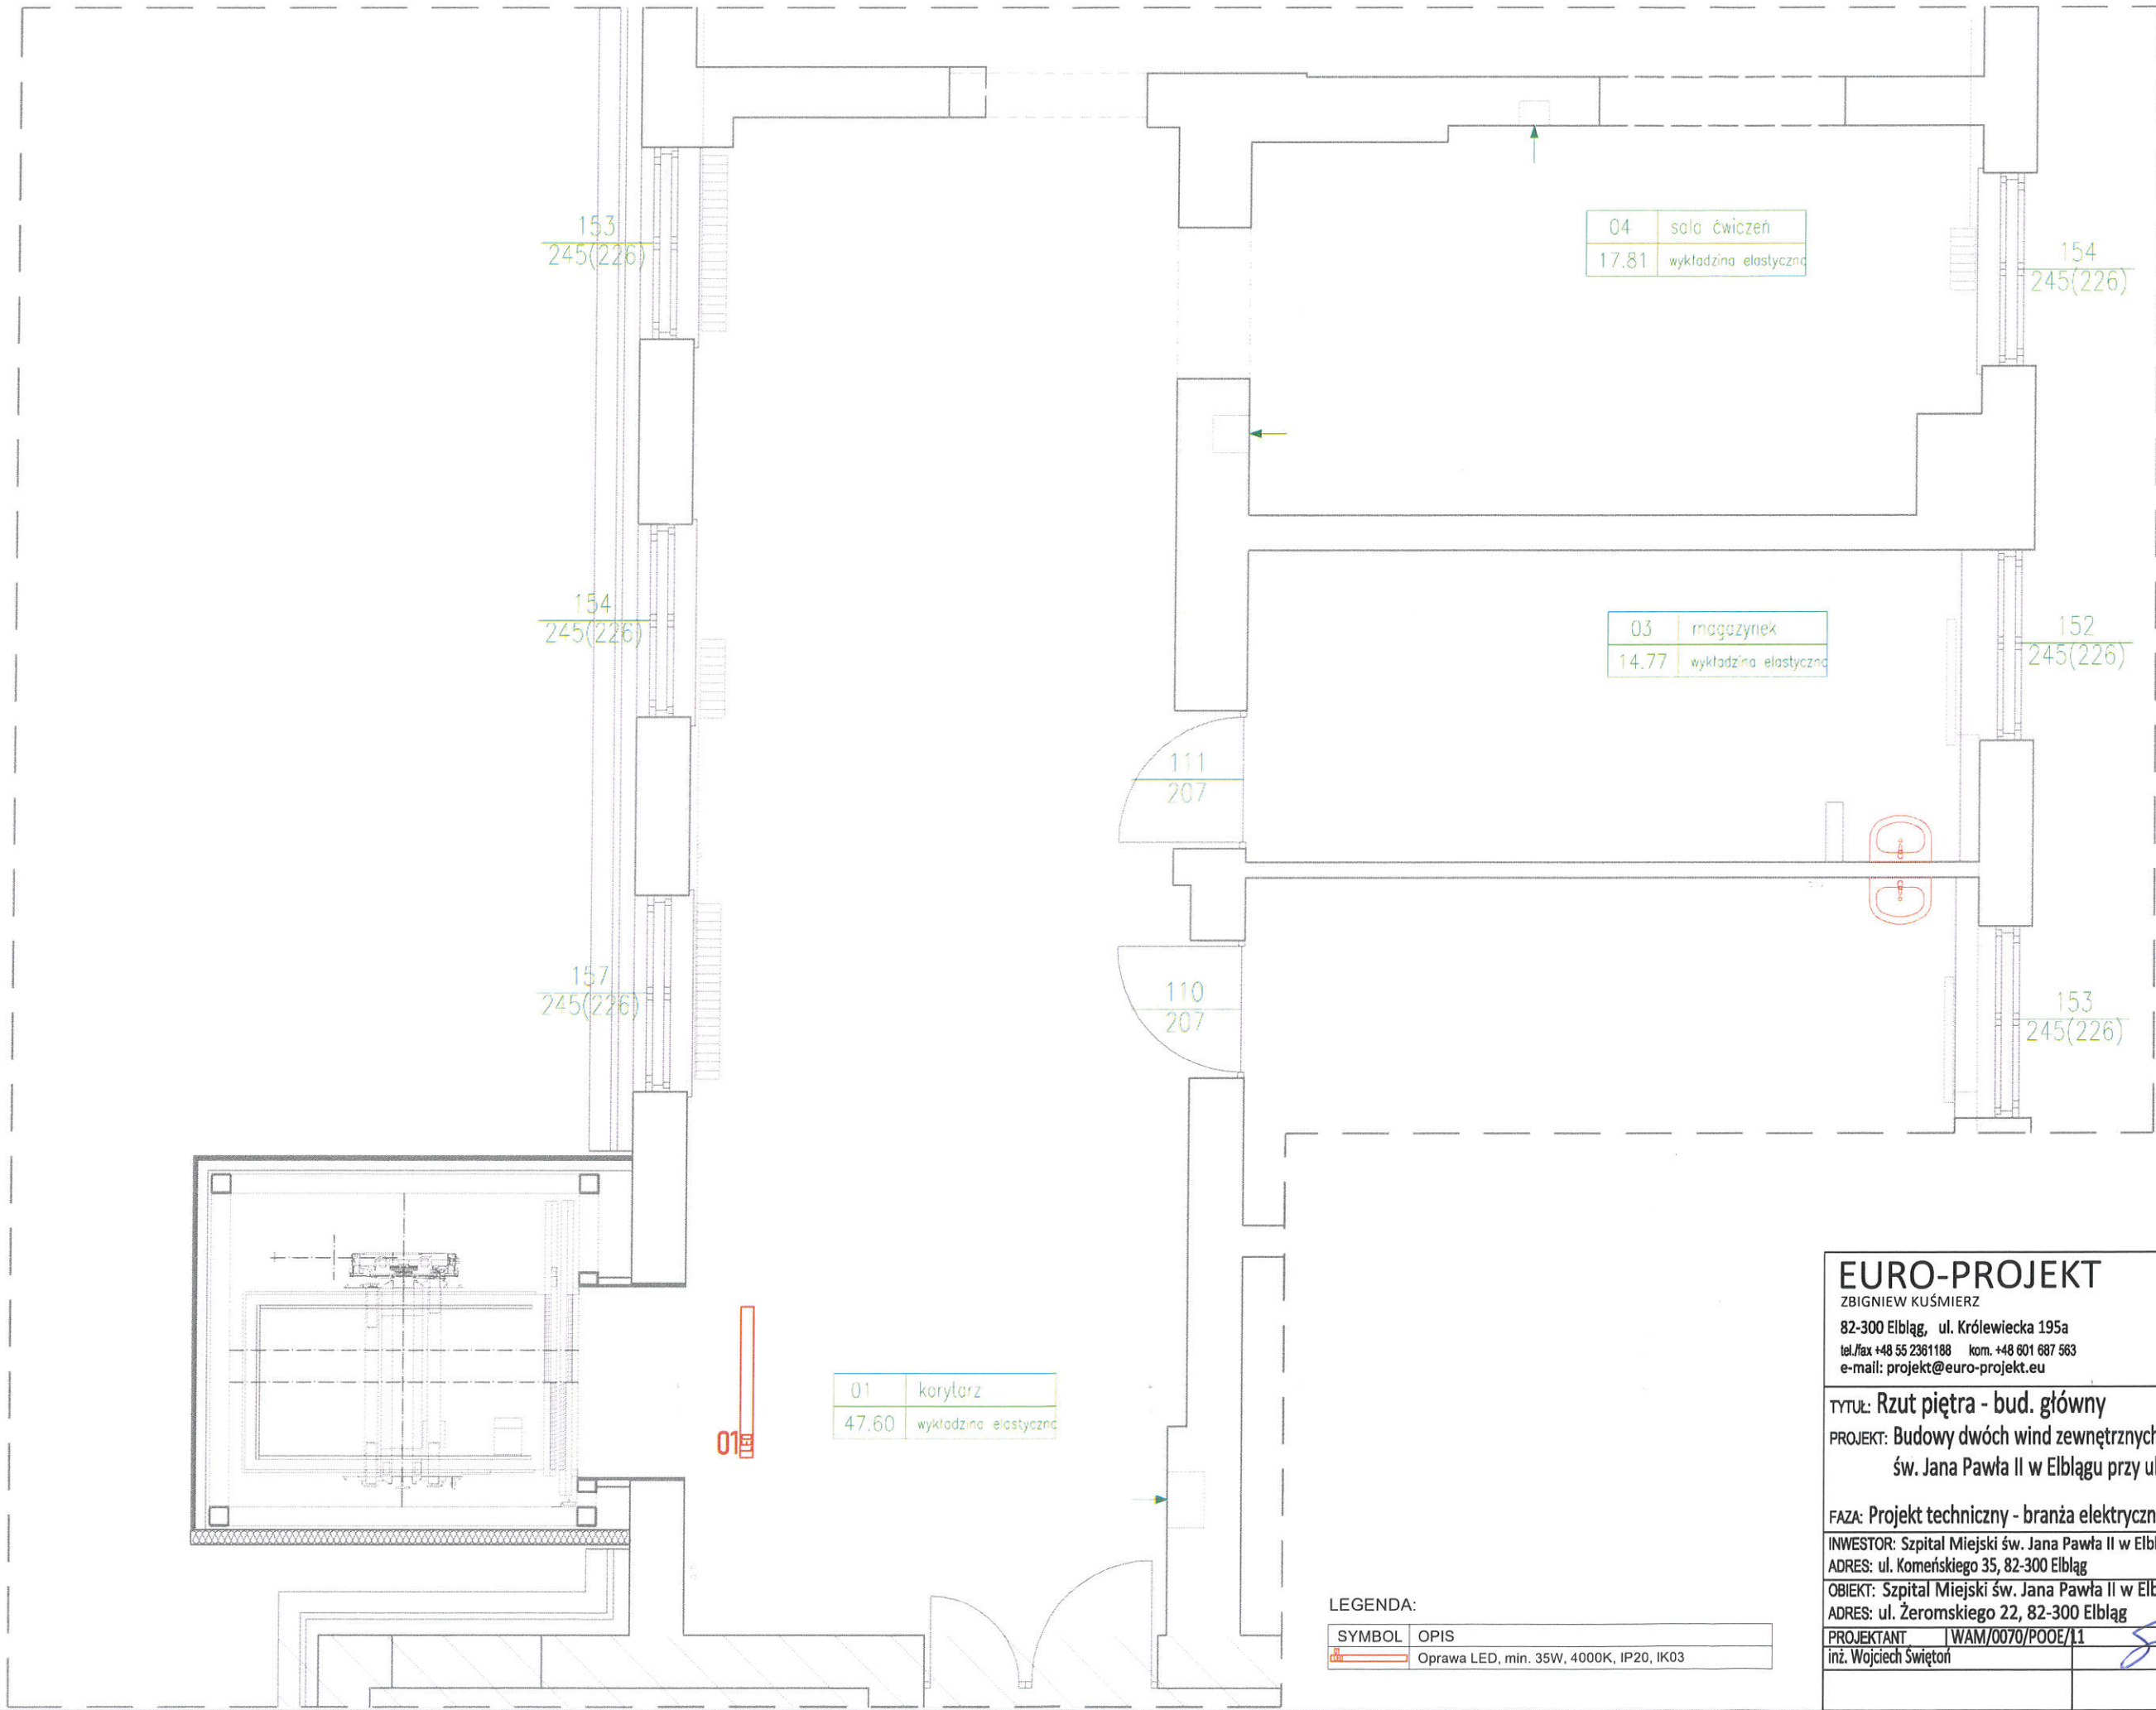 153
245(226)
04 sala ćwiczeń
17.81 wykładzina elastyczna
154
245(226)
154
245(226)
03 magazynek
14.77 wykładzina elastyczna
152
245(226)
111
207
157
245(226)
110
207
153
245(226)
01 korytarz
47.60 wykładzina elastyczna
01 LED
EURO-PROJEKT
ZBIGNIEW KUŚMIERZ
82-300 Elbląg, ul. Królewiecka 195a
tel./fax +48 55 2361188 kom. +48 601 687 563
e-mail: projekt@euro-projekt.eu
TYTUŁ: Rzut piętra - bud. główny
PROJEKT: Budowy dwóch wind zewnętrznych
św. Jana Pawła II w Elblągu przy ul
FAZA: Projekt techniczny - branża elektryczn
INWESTOR: Szpital Miejski św. Jana Pawła II w Elbl
ADRES: ul. Komeńskiego 35, 82-300 Elbląg
OBIEKT: Szpital Miejski św. Jana Pawła II w Elb
ADRES: ul. Żeromskiego 22, 82-300 Elbląg
PROJEKTANT WAM/0070/POOE/11
inż. Wojciech Świętoń
LEGENDA:
SYMBOL OPIS
Oprawa LED, min. 35W, 4000K, IP20, IK03